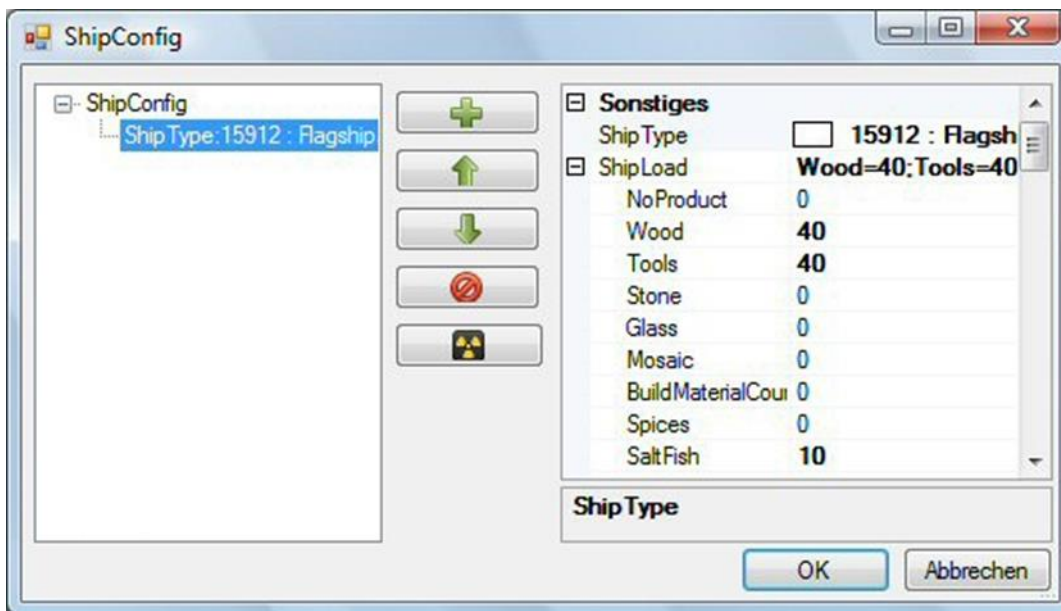 ShipConfig
ShipConfig
ShipType:15912 : Flagship
Sonstiges
ShipType 15912 : Flagsh
ShipLoad Wood=40;Tools=40
NoProduct 0
Wood 40
Tools 40
Stone 0
Glass 0
Mosaic 0
BuildMaterialCou 0
Spices 0
SaltFish 10
ShipType
OK Abbrechen